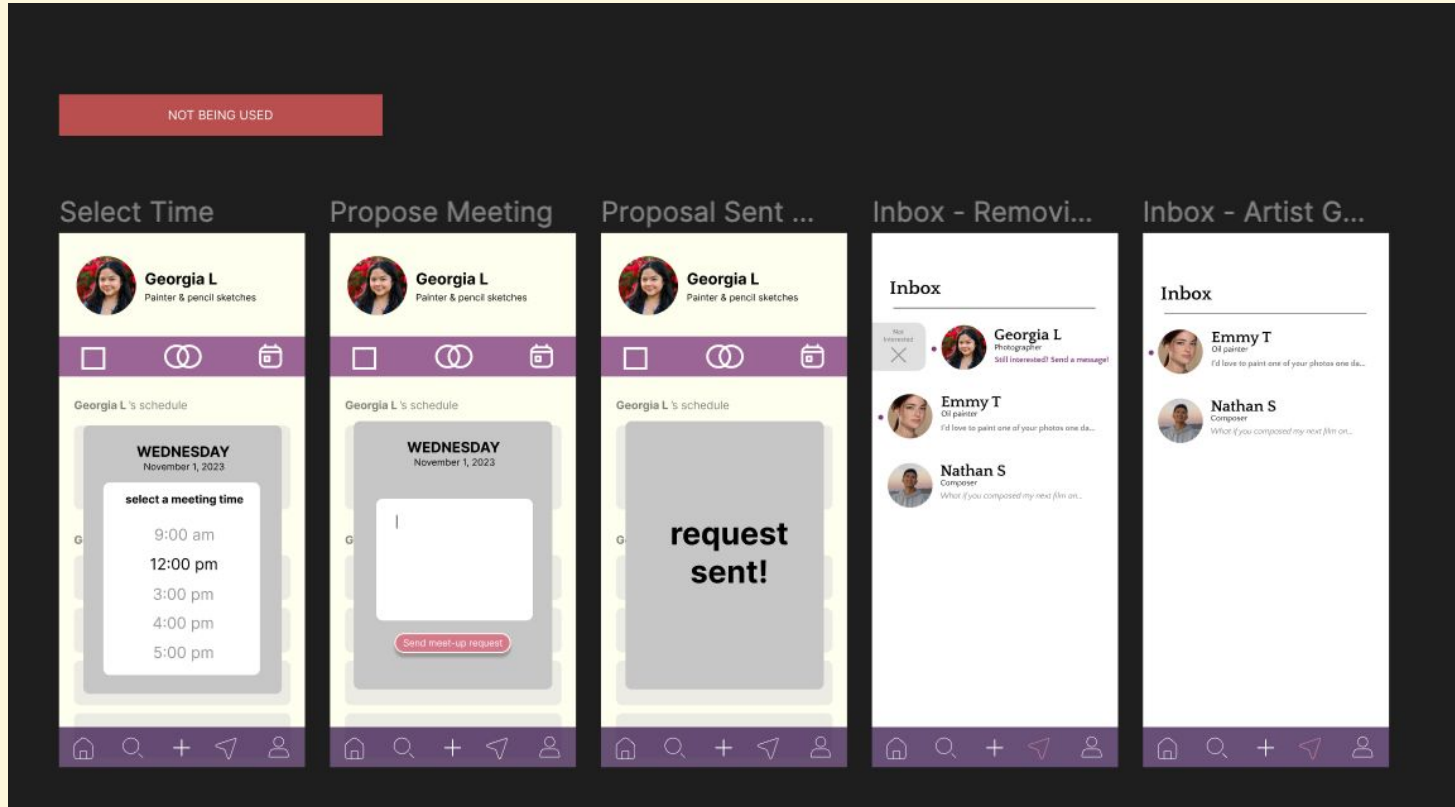 NOT BEING USED
Select Time
Georgia L
Painter & pencil sketches
Georgia L 's schedule
WEDNESDAY
November 1, 2023
select a meeting time
G
9:00 am
12:00 pm
3:00 pm
4:00 pm
5:00 pm
Propose Meeting
Georgia L
Painter & pencil sketches
Georgia L 's schedule
WEDNESDAY
November 1, 2023
G
Send meet-up request
Proposal Sent ...
Georgia L
Painter & pencil sketches
Georgia L 's schedule
G
request
sent!
Inbox - Removi...
Inbox
Not
Interested
Georgia L
Photographer
Still interested? Send a message!
Emmy T
Oil painter
I'd love to paint one of your photos one da...
Nathan S
Composer
What if you composed my next film on...
Inbox - Artist G...
Inbox
Emmy T
Oil painter
I'd love to paint one of your photos one da...
Nathan S
Composer
What if you composed my next film on...